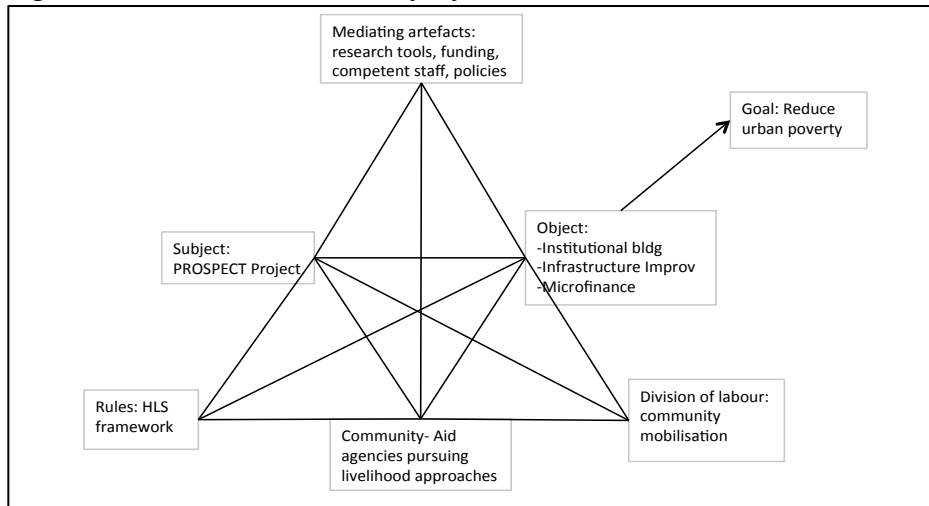 Mediating artefacts:
research tools, funding,
competent staff, policies
Goal: Reduce
urban poverty
Subject:
PROSPECT Project
Object:
-Institutional bldg
-Infrastructure Improv
-Microfinance
Rules: HLS
framework
Community- Aid
agencies pursuing
livelihood approaches
Division of labour:
community
mobilisation